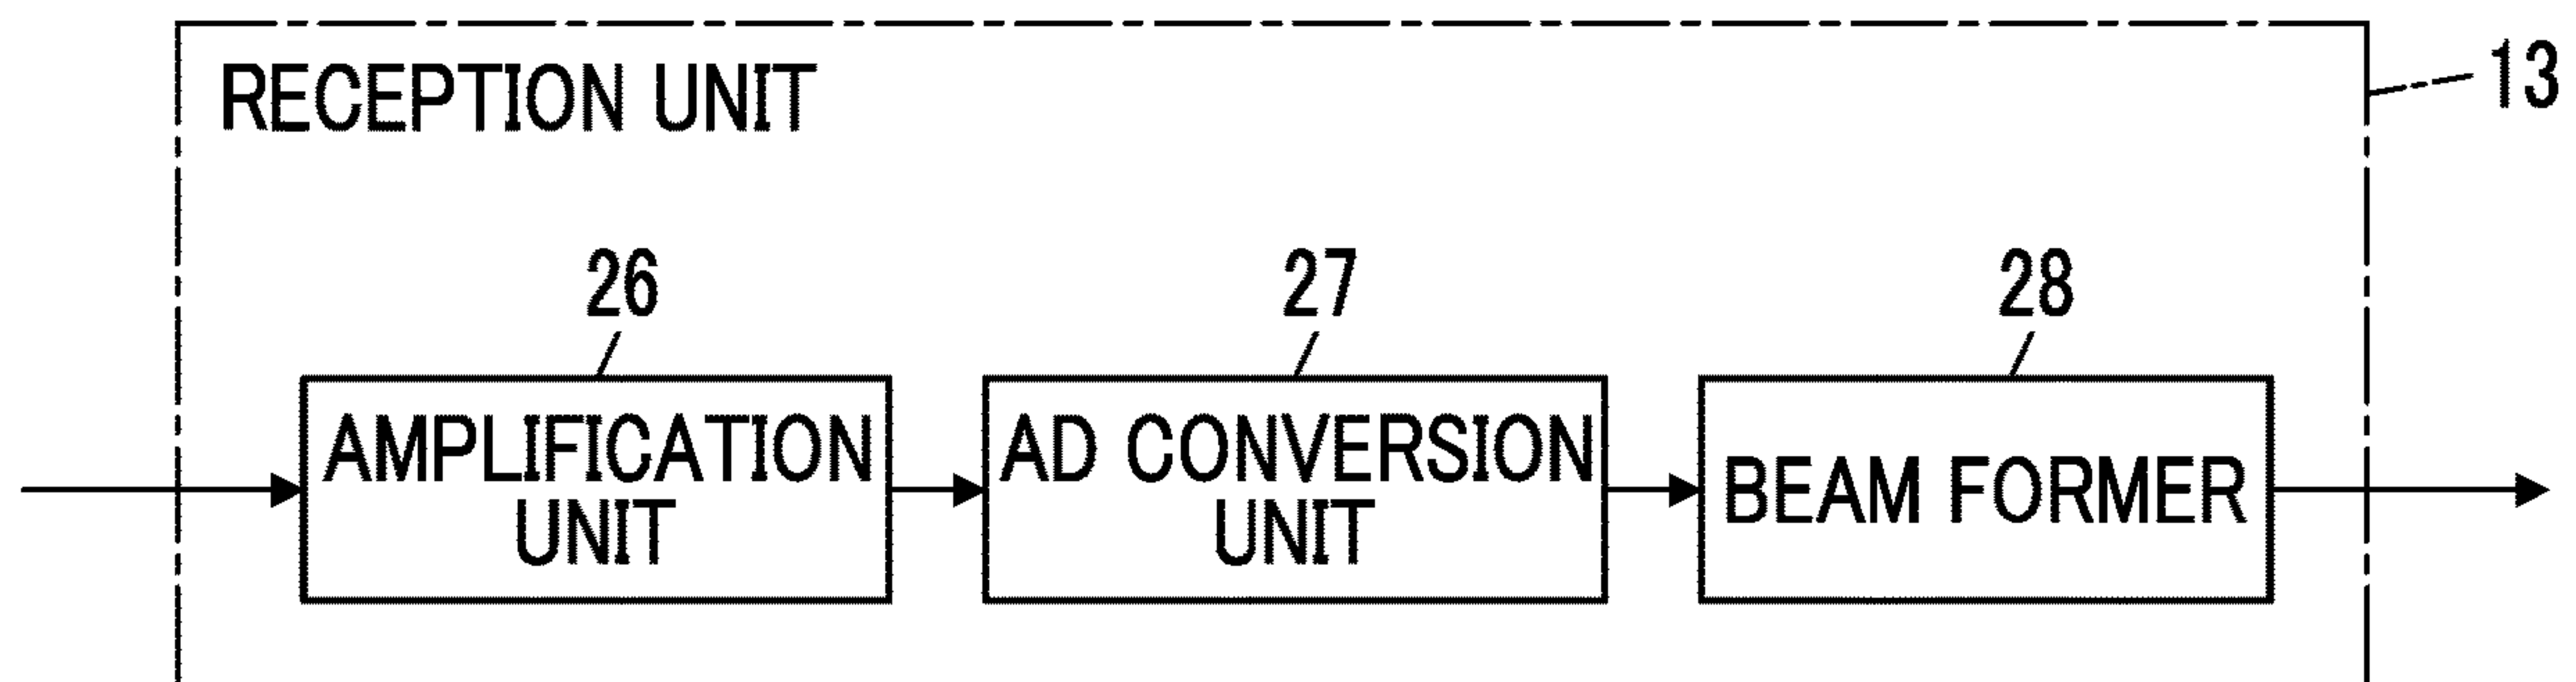 RECEPTION UNIT
13
26
27
28
AMPLIFICATION
UNIT
AD CONVERSION
UNIT
BEAM FORMER